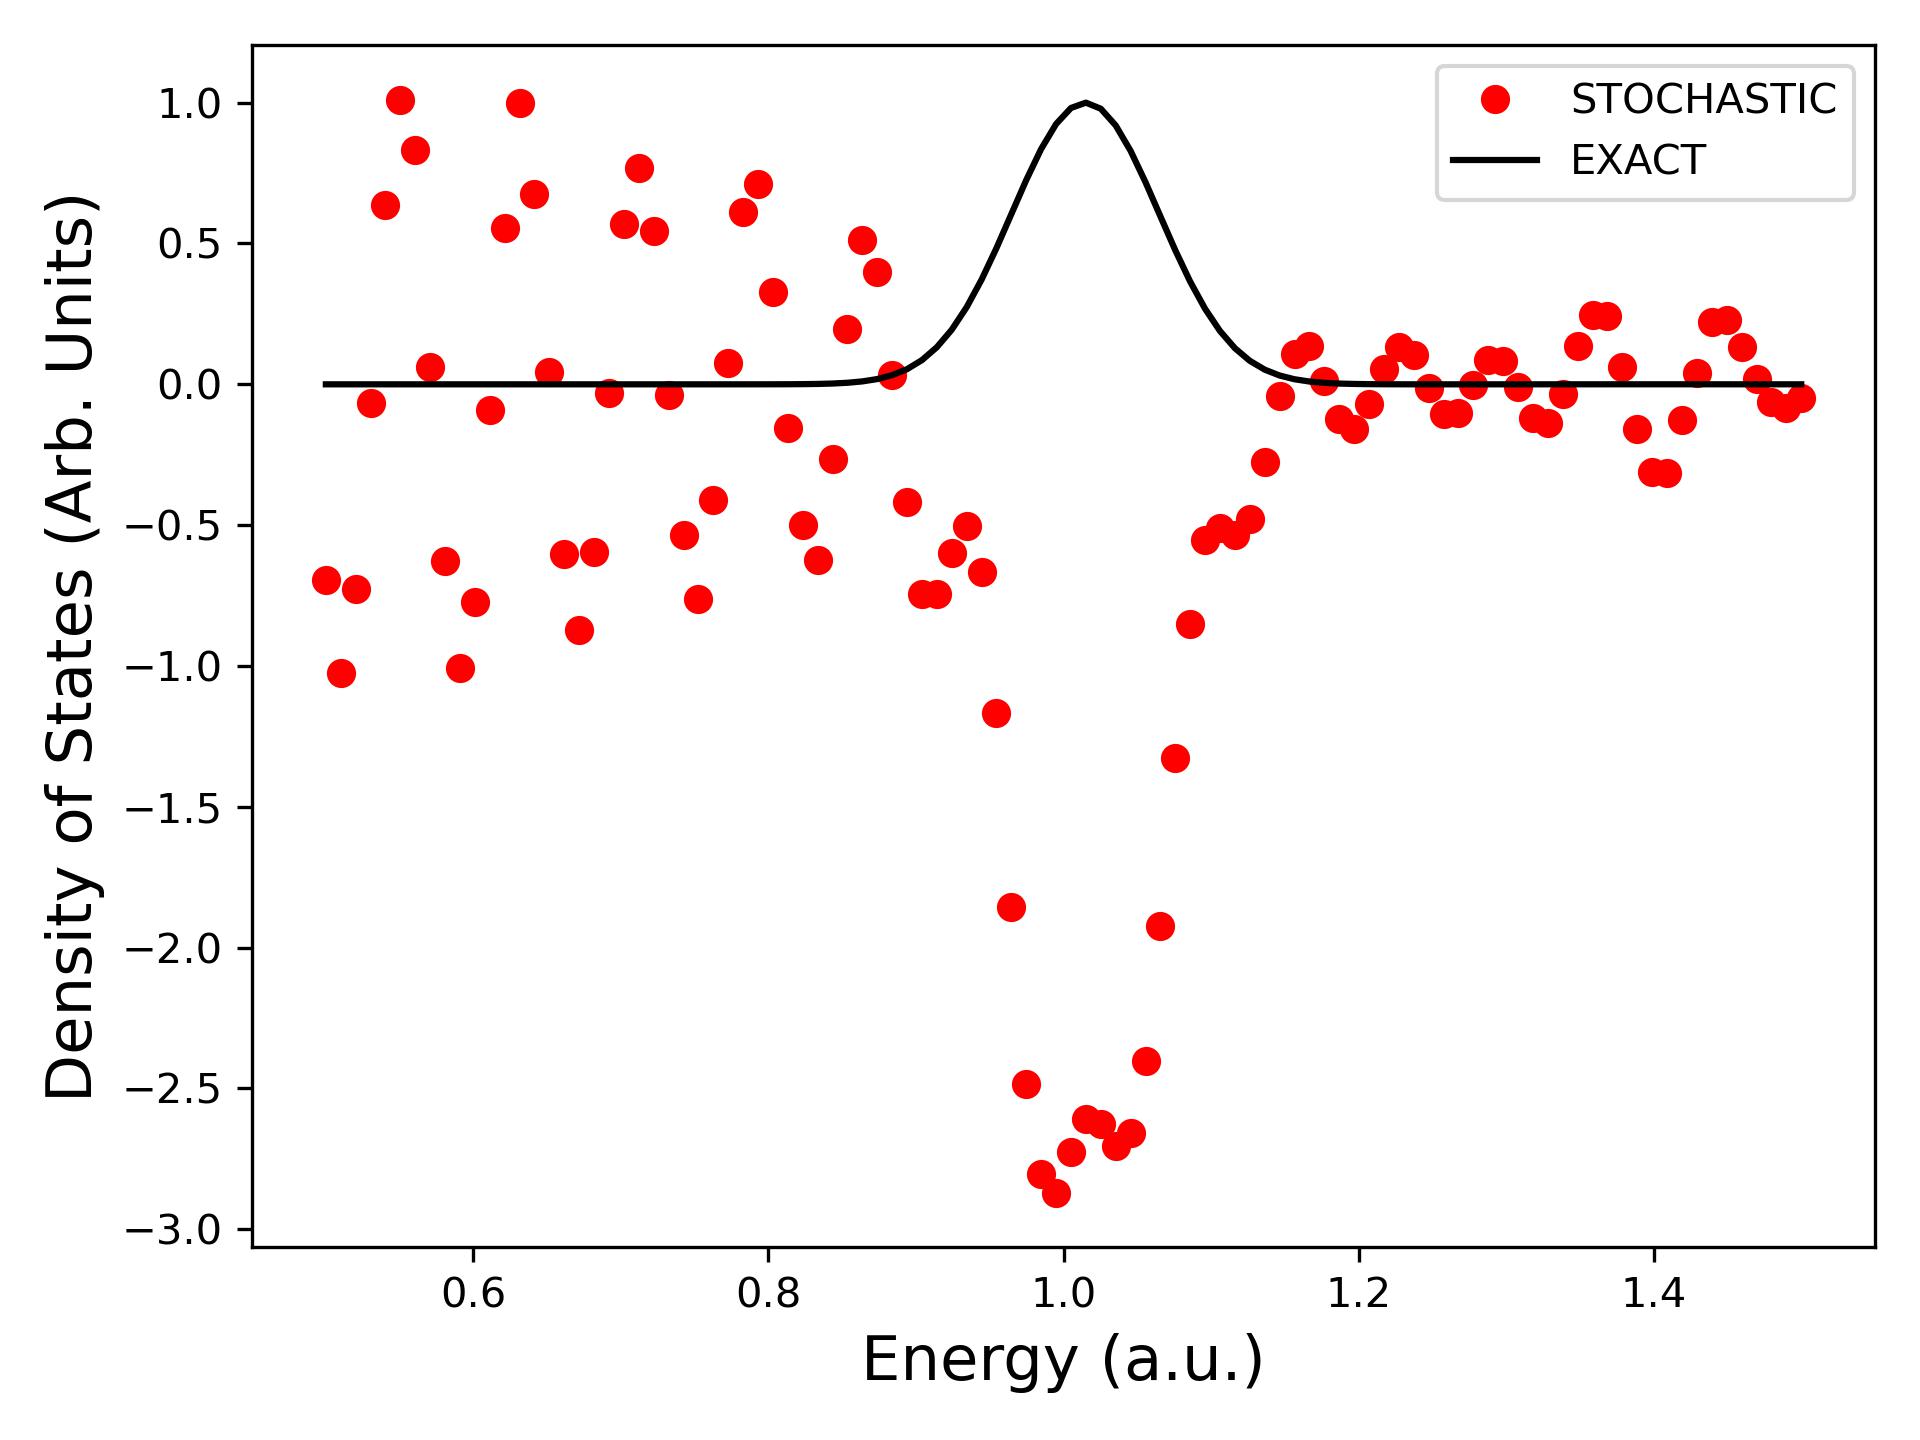 STOCHASTIC
EXACT
1.0
0.5
0.0
−0.5
−1.0
−1.5
−2.0
−2.5
−3.0
Density of States (Arb. Units)
0.6 0.8 1.0 1.2 1.4
Energy (a.u.)